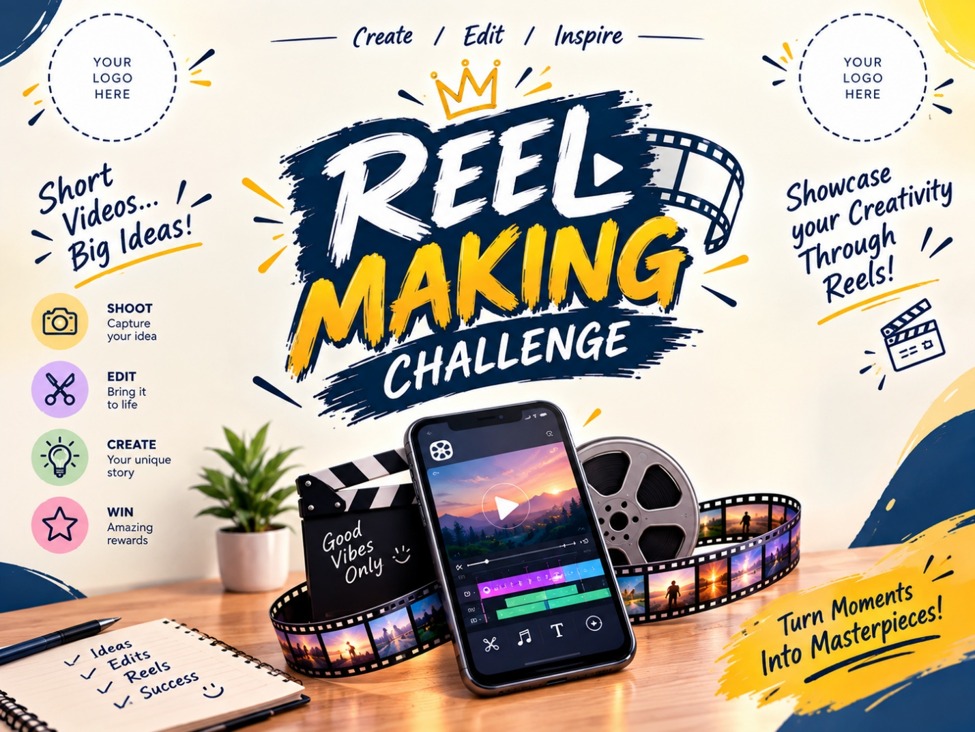 Create / Edit / Inspire
YOUR
LOGO
HERE
YOUR
LOGO
HERE
REEL
MAKING
CHALLENGE
Short
Videos...
Big Ideas!
Showcase
your Creativity
Through
Reels!
SHOOT
Capture
your idea
EDIT
Bring it
to life
CREATE
Your unique
story
WIN
Amazing
rewards
Good
Vibes
Only
T
Ideas
Edits
Reels
Success
Turn Moments
Into Masterpieces!